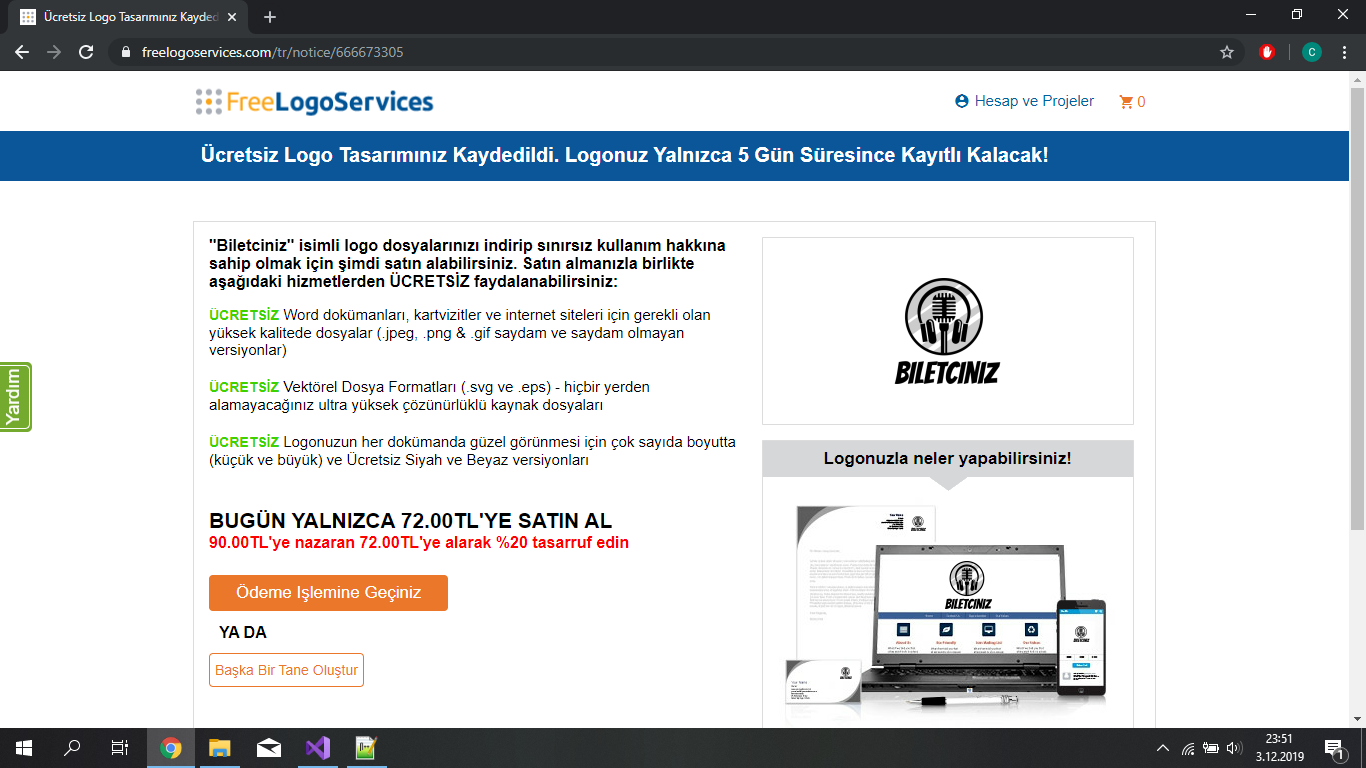 Ücretsiz Logo Tasarımınız Kayded
freelogoservices.com/tr/notice/666673305
C
FreeLogoServices
Hesap ve Projeler
0
Ücretsiz Logo Tasarımınız Kaydedildi. Logonuz Yalnızca 5 Gün Süresince Kayıtlı Kalacak!
"Biletciniz" isimli logo dosyalarınızı indirip sınırsız kullanım hakkına
sahip olmak için şimdi satın alabilirsiniz. Satın almanızla birlikte
aşağıdaki hizmetlerden ÜCRETSİZ faydalanabilirsiniz:
ÜCRETSİZ Word dokümanları, kartvizitler ve internet siteleri için gerekli olan
yüksek kalitede dosyalar (.jpeg, .png & .gif saydam ve saydam olmayan
versiyonlar)
ÜCRETSİZ Vektörel Dosya Formatları (.svg ve .eps) - hiçbir yerden
alamayacağınız ultra yüksek çözünürlüklü kaynak dosyaları
ÜCRETSİZ Logonuzun her dokümanda güzel görünmesi için çok sayıda boyutta
(küçük ve büyük) ve Ücretsiz Siyah ve Beyaz versiyonları
BUGÜN YALNIZCA 72.00TL'YE SATIN AL
90.00TL'ye nazaran 72.00TL'ye alarak %20 tasarruf edin
Ödeme Işlemine Geçiniz
YA DA
Başka Bir Tane Oluştur
Yardım
BILETCINIZ
Logonuzla neler yapabilirsiniz!
BILETCINIZ
BILETCINIZ
BILETCINIZ
23:51
3.12.2019
1